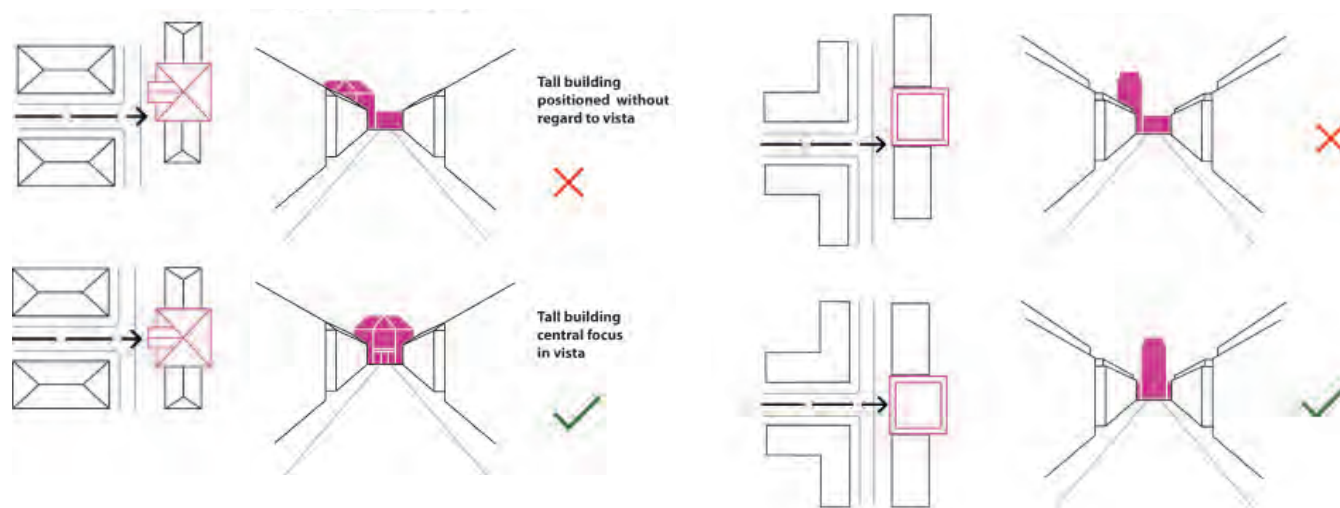 Tall building
positioned without
regard to vista
Tall building
central focus
in vista